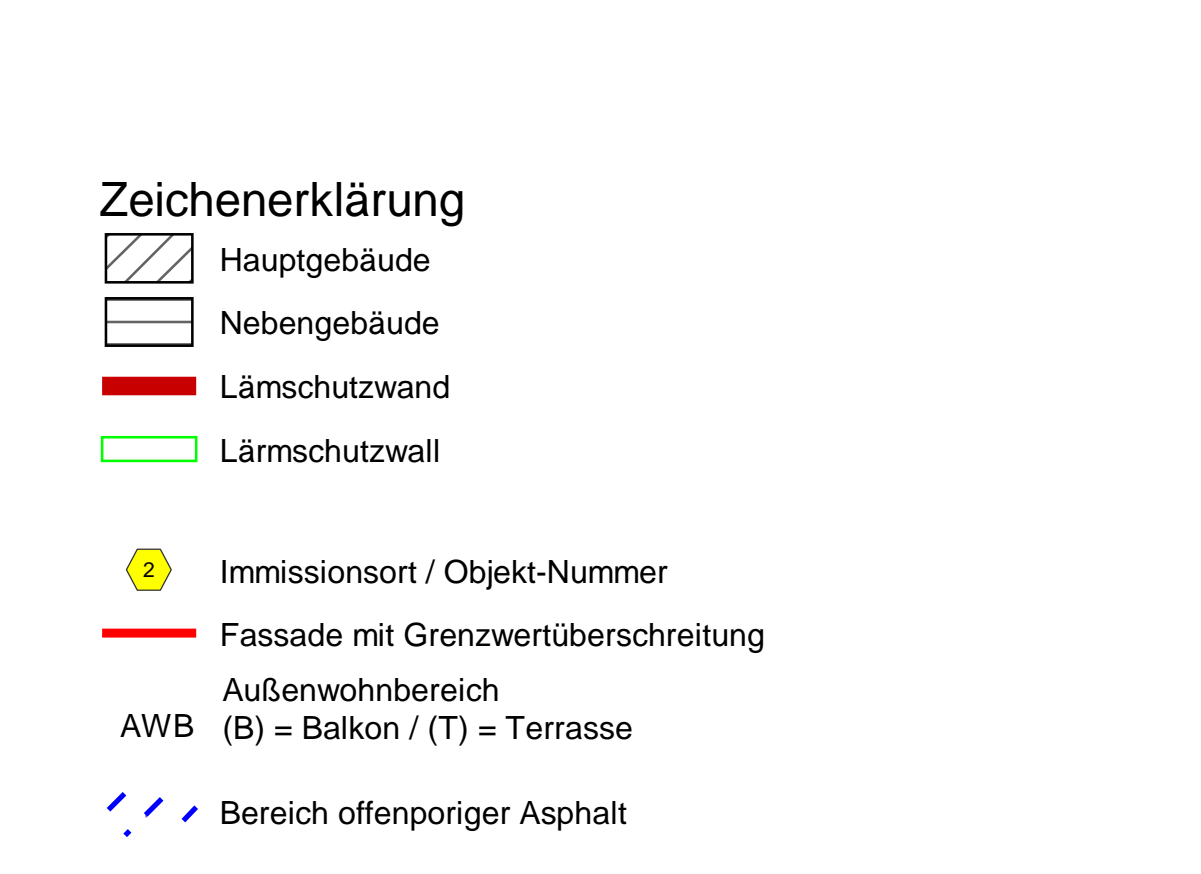 Zeichenerklärung
Hauptgebäude
Nebengebäude
Lämschutzwand
Lärmschutzwall
2 Immissionsort / Objekt-Nummer
Fassade mit Grenzwertüberschreitung
Außenwohnbereich
AWB (B) = Balkon / (T) = Terrasse
Bereich offenporiger Asphalt